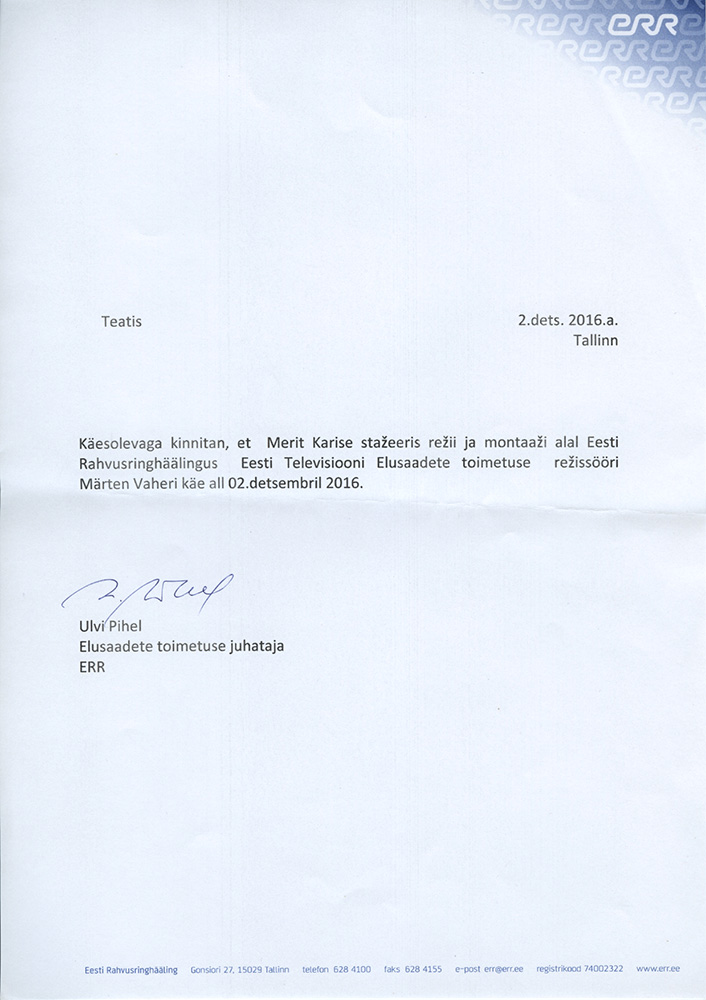 err
Teatis
2.dets. 2016.a.
Tallinn
Käesolevaga kinnitan, et Merit Karise stažeeris režii ja montaaži alal Eesti
Rahvusringhäälingus Eesti Televisiooni Elusaadete toimetuse režissööri
Märten Vaheri käe all 02.detsembril 2016.
Ulvi Pihel
Elusaadete toimetuse juhataja
ERR
Eesti Rahvusringhääling Gonsiori 27, 15029 Tallinn telefon 628 4100 faks 628 4155 e-post err@err.ee registrikood 74002322 www.err.ee